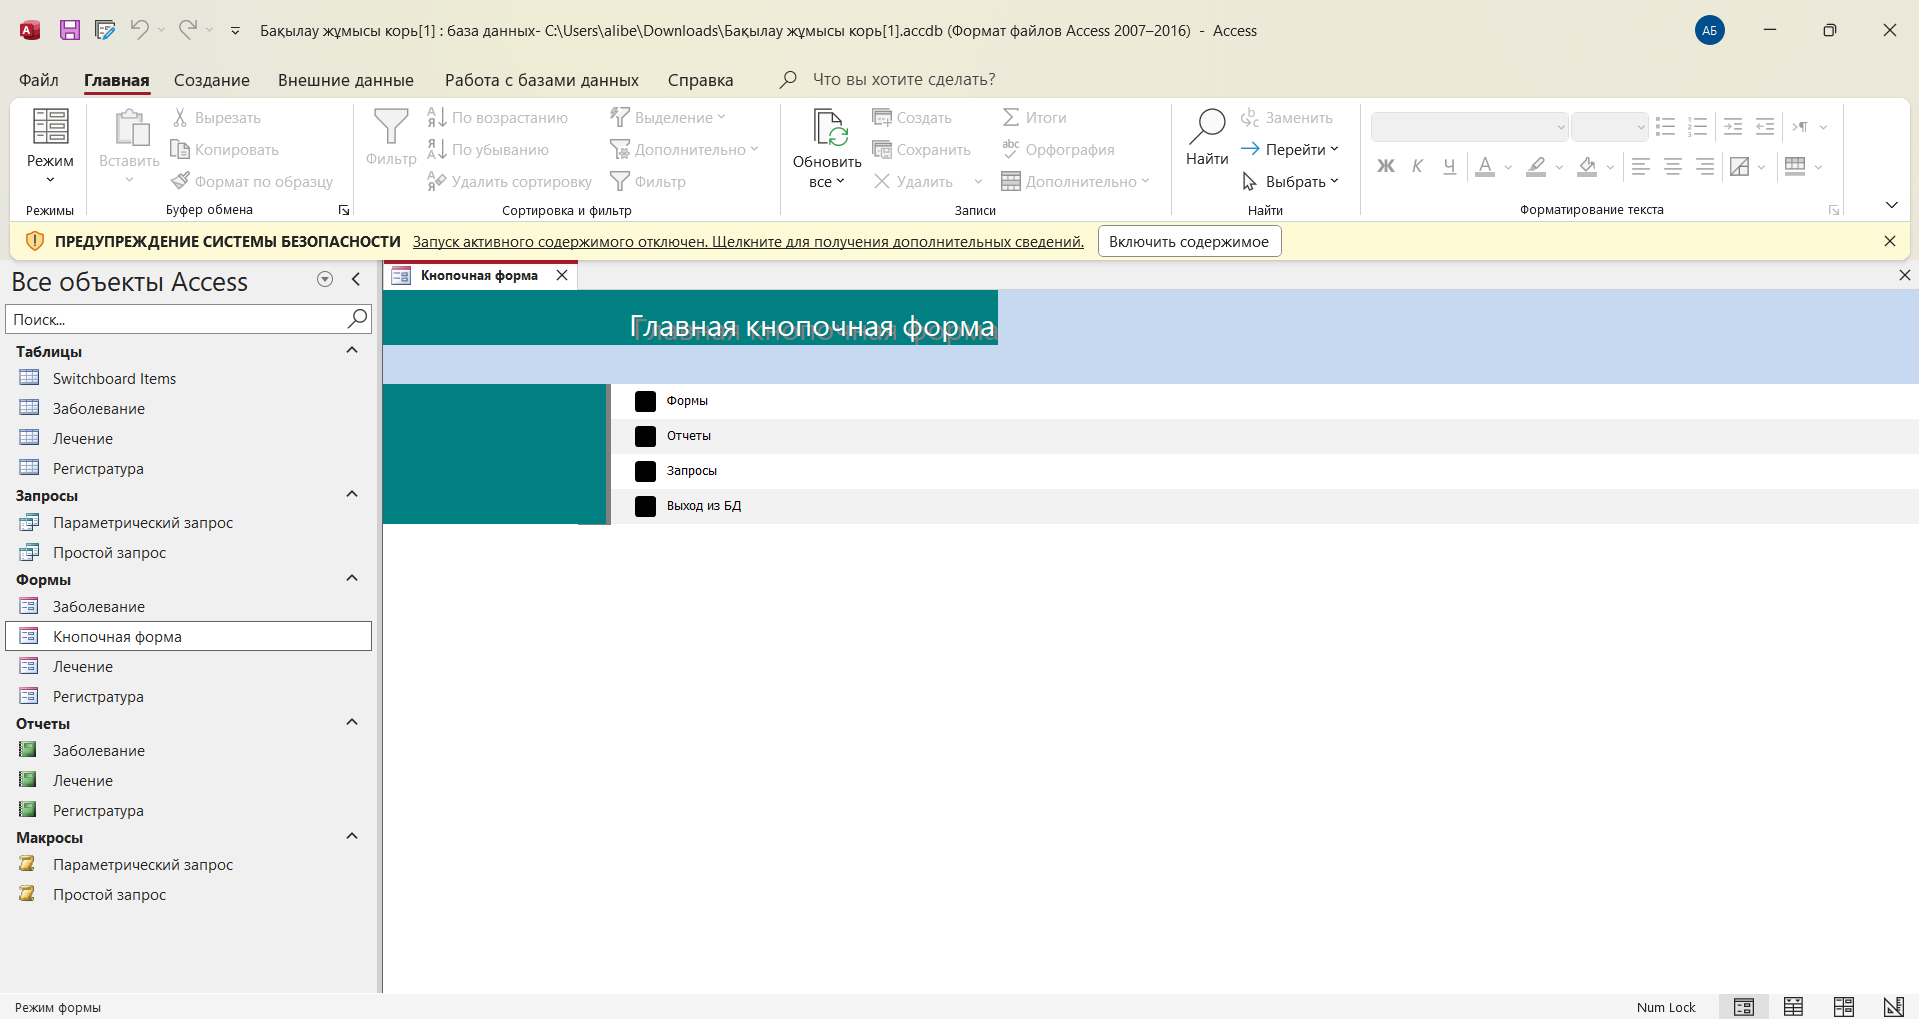 Бақылау жұмысы корь[1] : база данных- C:\Users\alibe\Downloads\Бақылау жұмысы корь[1].accdb (Формат файлов Access 2007–2016) - Access
АБ
Файл Главная Создание Внешние данные Работа с базами данных Справка Что вы хотите сделать?
Режим
Режимы
Вставить
Вырезать
Копировать
Формат по образцу
Буфер обмена
Фильтр
По возрастанию
По убыванию
Удалить сортировку
Выделение
Дополнительно
Фильтр
Сортировка и фильтр
Обновить
все
Создать
Сохранить
Удалить
Итоги
Орфография
Дополнительно
Записи
Найти
Заменить
Перейти
Выбрать
Найти
Ж К Ч А
Форматирование текста
ПРЕДУПРЕЖДЕНИЕ СИСТЕМЫ БЕЗОПАСНОСТИ Запуск активного содержимого отключен. Щелкните для получения дополнительных сведений. Включить содержимое
Все объекты Access
Поиск...
Таблицы
Switchboard Items
Заболевание
Лечение
Регистратура
Запросы
Параметрический запрос
Простой запрос
Формы
Заболевание
Кнопочная форма
Лечение
Регистратура
Отчеты
Заболевание
Лечение
Регистратура
Макросы
Параметрический запрос
Простой запрос
Кнопочная форма
Главная кнопочная форма
Формы
Отчеты
Запросы
Выход из БД
Режим формы
Num Lock